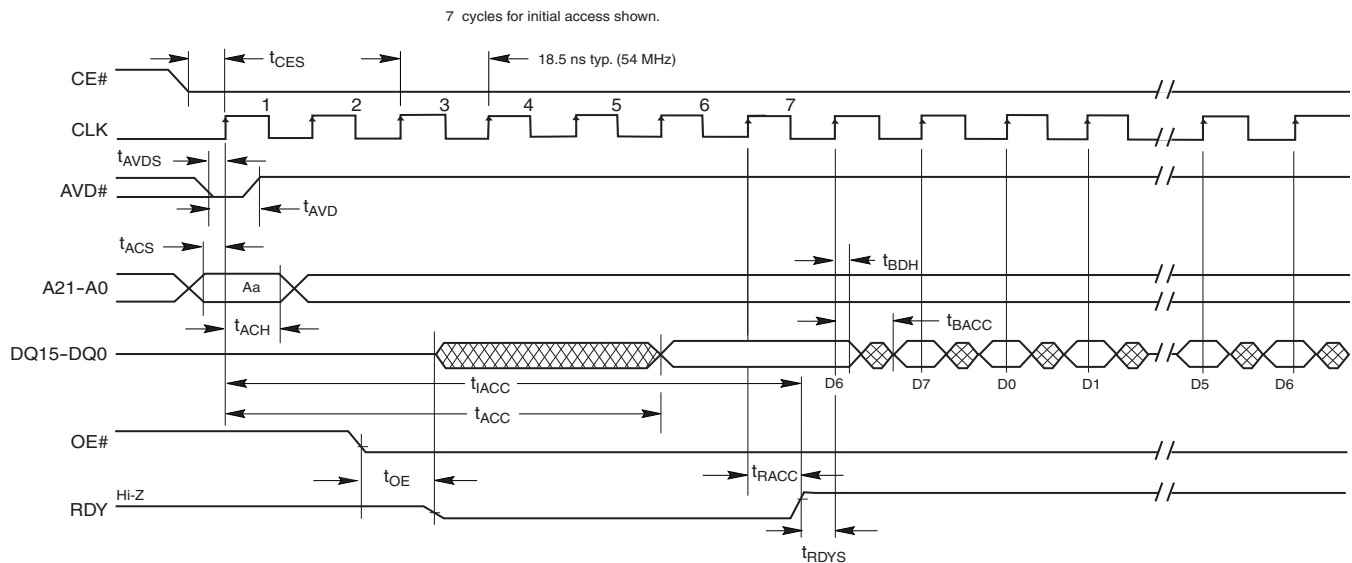 7 cycles for initial access shown.
tCES
18.5 ns typ. (54 MHz)
CE#
1 2 3 4 5 6 7
CLK
tAVDS
AVD#
tAVD
tACS
tBDH
A21-A0
Aa
tACH
tBACC
DQ15-DQ0
tIACC
D6 D7 D0 D1 D5 D6
tACC
OE#
tOE
tRACC
Hi-Z
RDY
tRDYS